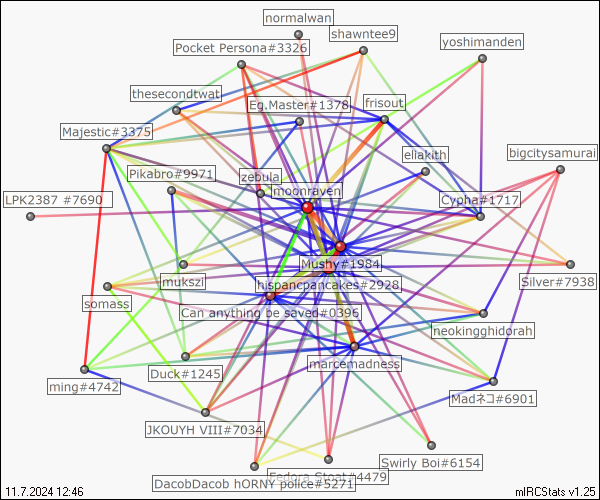 normalwan
shawntee9
Pocket Persona#3326
yoshimanden
thesecondtwat
Eg.Master#1378
frisout
Majestic#3375
eliakith
bigcitysamurai
Pikabro#9971
zebula
moonraven
LPK2387 #7690
Cypha#1717
Mushy#1984
mukszi
hispancpancakes#2928
Silver#7938
somass
Can anything be saved#0396
neokingghidorah
Duck#1245
marcemadness
ming#4742
Madネコ#6901
JKOUYH VIII#7034
Swirly Boi#6154
Fedora Stoat#4479
DacobDacob hORNY police#5271
11.7.2024 12:46
mIRCStats v1.25